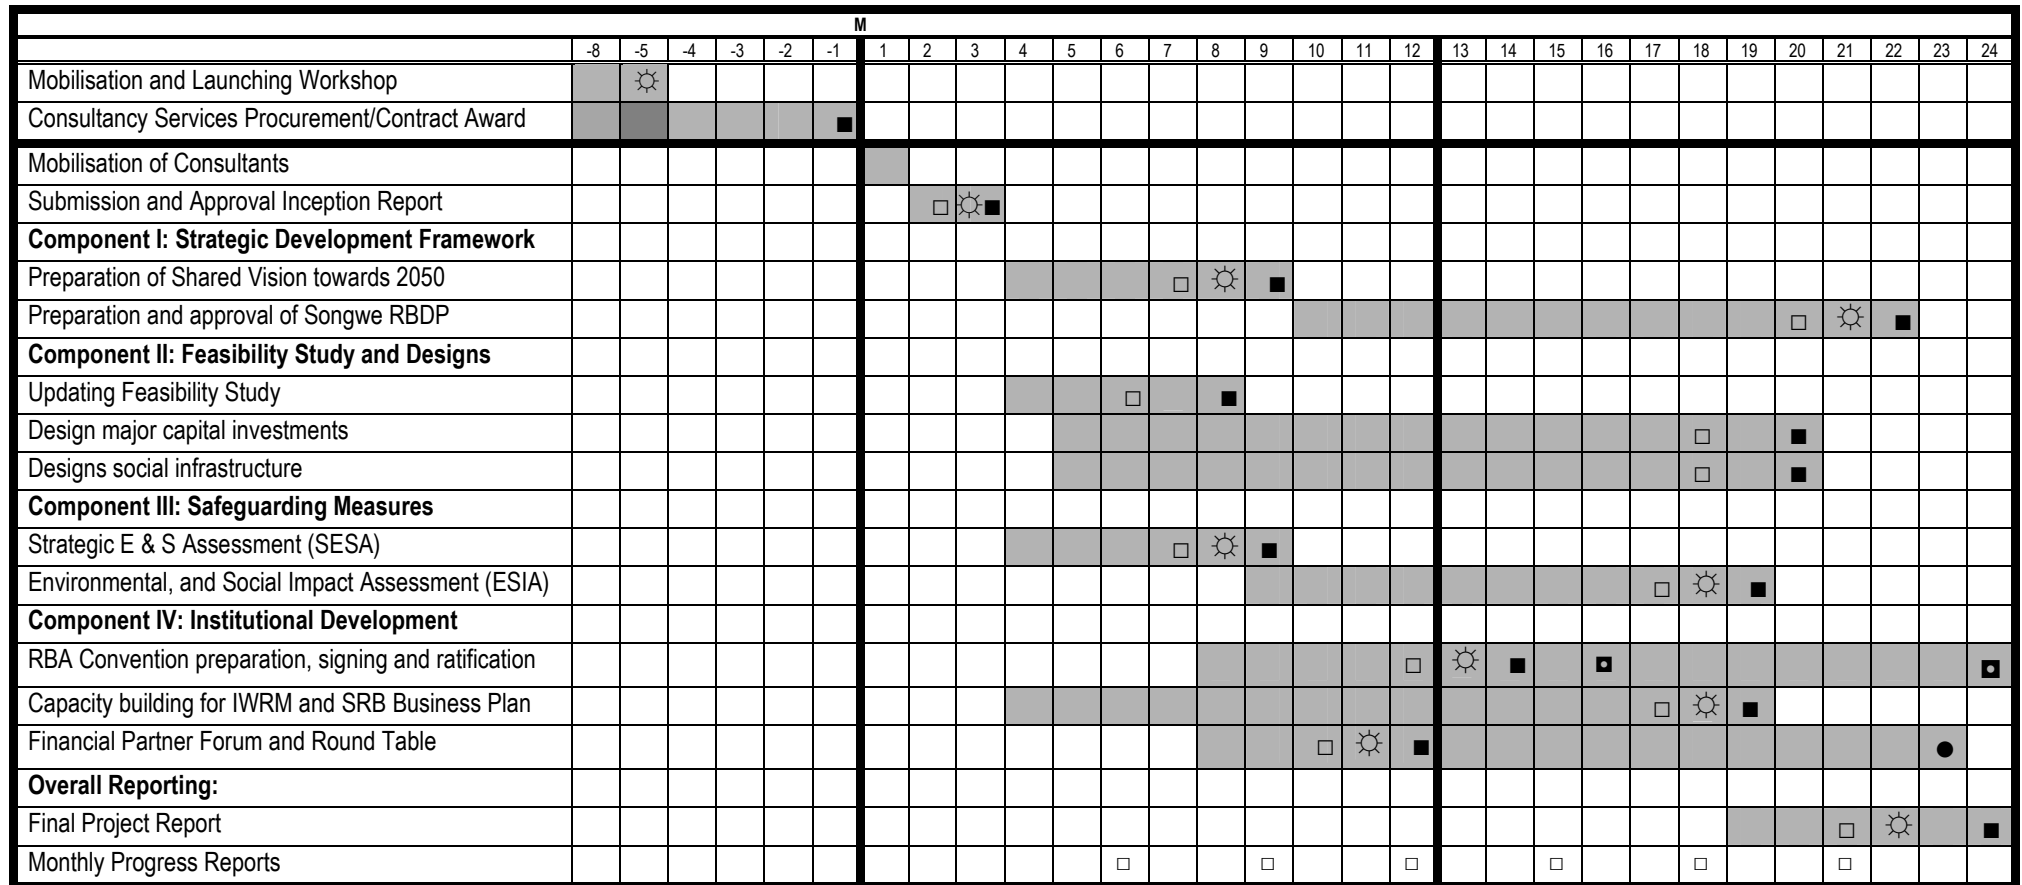 M
-8 -5 -4 -3 -2 -1 1 2 3 4 5 6 7 8 9 10 11 12 13 14 15 16 17 18 19 20 21 22 23 24
Mobilisation and Launching Workshop
Consultancy Services Procurement/Contract Award
Mobilisation of Consultants
Submission and Approval Inception Report
Component I: Strategic Development Framework
Preparation of Shared Vision towards 2050
Preparation and approval of Songwe RBDP
Component II: Feasibility Study and Designs
Updating Feasibility Study
Design major capital investments
Designs social infrastructure
Component III: Safeguarding Measures
Strategic E & S Assessment (SESA)
Environmental, and Social Impact Assessment (ESIA)
Component IV: Institutional Development
RBA Convention preparation, signing and ratification
Capacity building for IWRM and SRB Business Plan
Financial Partner Forum and Round Table
Overall Reporting:
Final Project Report
Monthly Progress Reports